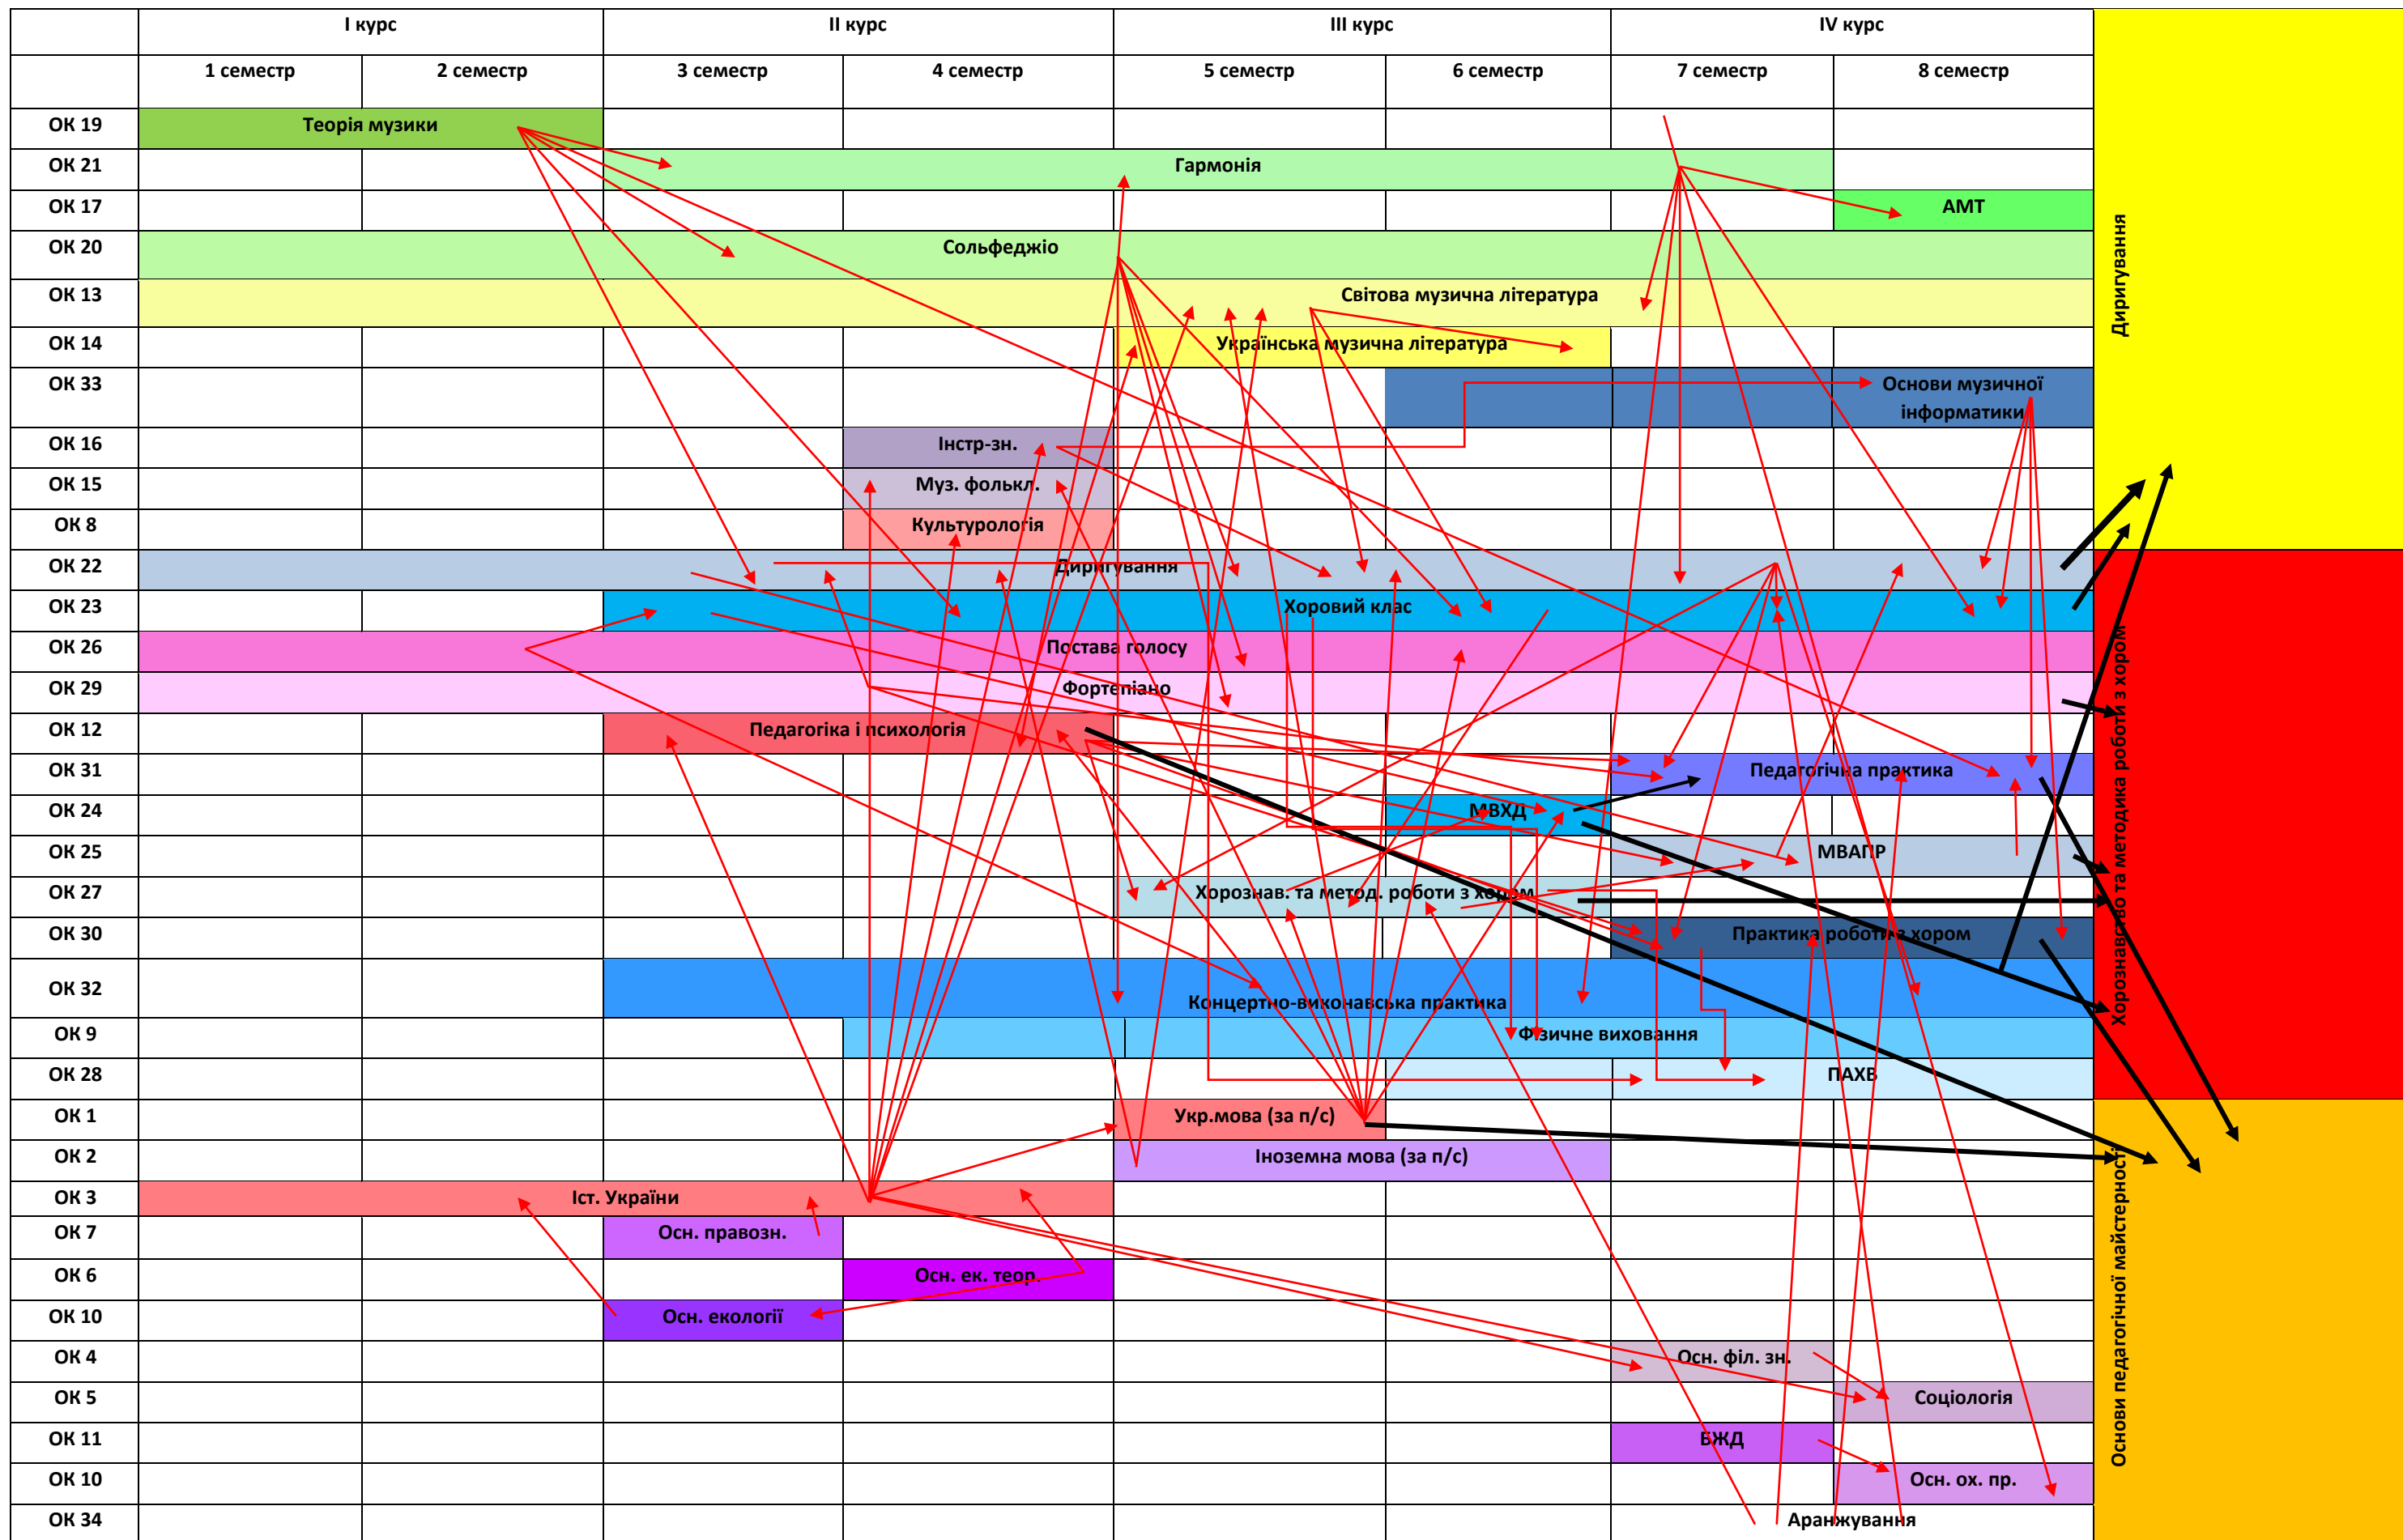 І курс
ІІ курс
ІІІ курс
IV курс
1 семестр
2 семестр
3 семестр
4 семестр
5 семестр
6 семестр
7 семестр
8 семестр
ОК 19
Теорія музики
ОК 21
Гармонія
ОК 17
АМТ
ОК 20
Сольфеджіо
ОК 13
Світова музична література
ОК 14
Українська музична література
ОК 33
Основи музичної
інформатики
ОК 16
Інстр-зн.
ОК 15
Муз. фолькл.
ОК 8
Культурологія
ОК 22
Диригування
ОК 23
Хоровий клас
ОК 26
Постава голосу
ОК 29
Фортепіано
ОК 12
Педагогіка і психологія
ОК 31
Педагогічна практика
ОК 24
МВХД
ОК 25
МВАПР
ОК 27
Хорознав. та метод. роботи з хором
ОК 30
Практика роботи з хором
ОК 32
Концертно-виконавська практика
ОК 9
Фізичне виховання
ОК 28
ПАХВ
ОК 1
Укр.мова (за п/с)
ОК 2
Іноземна мова (за п/с)
ОК 3
Іст. України
ОК 7
Осн. правозн.
ОК 6
Осн. ек. теор.
ОК 10
Осн. екології
ОК 4
Осн. філ. зн.
ОК 5
Соціологія
ОК 11
БЖД
ОК 10
Осн. ох. пр.
ОК 34
Аранжування
Диригування
Хорознавство та методика роботи з хором
Основи педагогічної майстерності